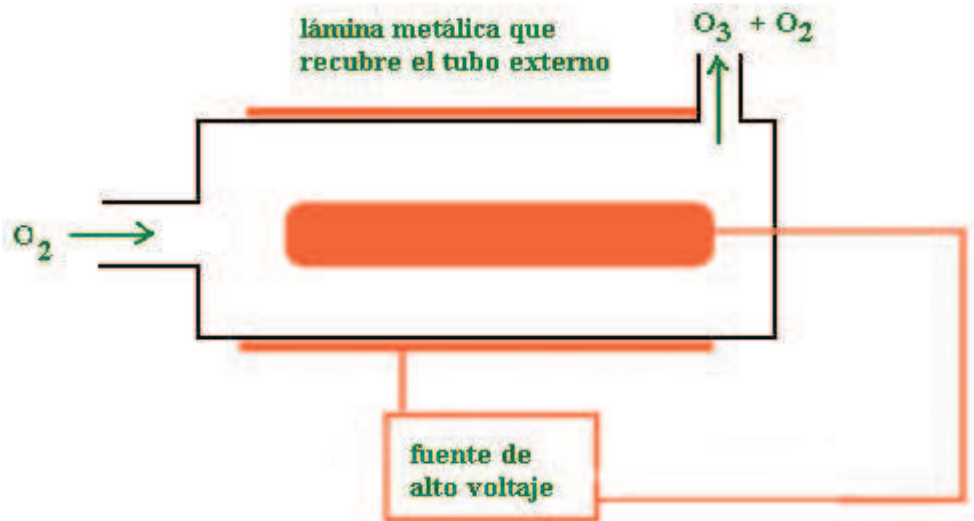 lámina metálica que
recubre el tubo externo
O₃ + O₂
O₂
fuente de
alto voltaje